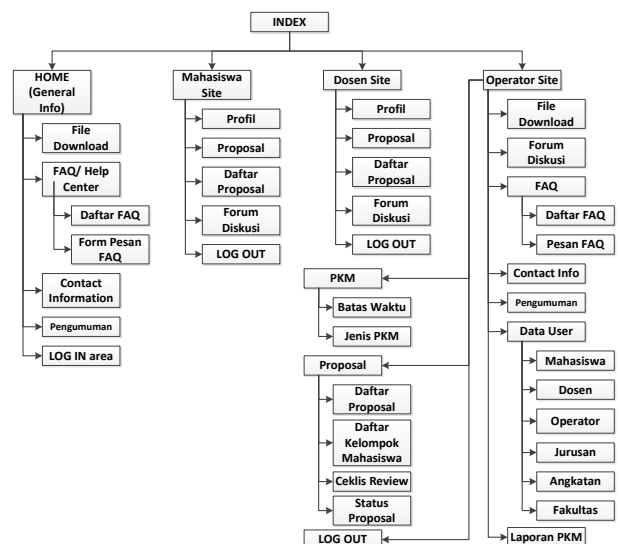 INDEX
HOME
(General
Info)
File
Download
FAQ/ Help
Center
Daftar FAQ
Form Pesan
FAQ
Contact
Information
Pengumuman
LOG IN area
Mahasiswa
Site
Profil
Proposal
Daftar
Proposal
Forum
Diskusi
LOG OUT
Dosen Site
Profil
Proposal
Daftar
Proposal
Forum
Diskusi
LOG OUT
Operator Site
File
Download
Forum
Diskusi
FAQ
Daftar FAQ
Pesan FAQ
Contact Info
Pengumuman
Data User
Mahasiswa
Dosen
Operator
Jurusan
Angkatan
Fakultas
Laporan PKM
PKM
Batas Waktu
Jenis PKM
Proposal
Daftar
Proposal
Daftar
Kelompok
Mahasiswa
Ceklis Review
Status
Proposal
LOG OUT